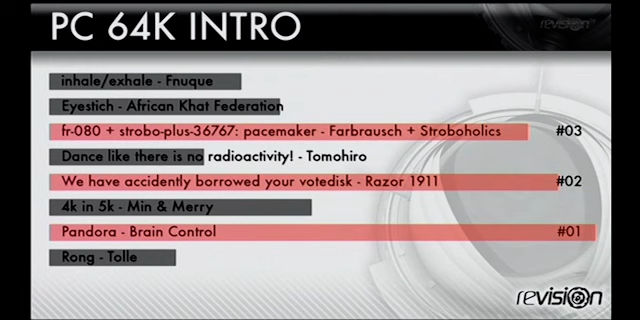 PC 64K INTRO
revision
inhale/exhale - Fnuque
Eyestich - African Khat Federation
fr-080 + strobo-plus-36767: pacemaker - Farbrausch + Stroboholics #03
Dance like there is no radioactivity! - Tomohiro
We have accidently borrowed your votedisk - Razor 1911 #02
4k in 5k - Min & Merry
Pandora - Brain Control #01
Rong - Tolle
revision